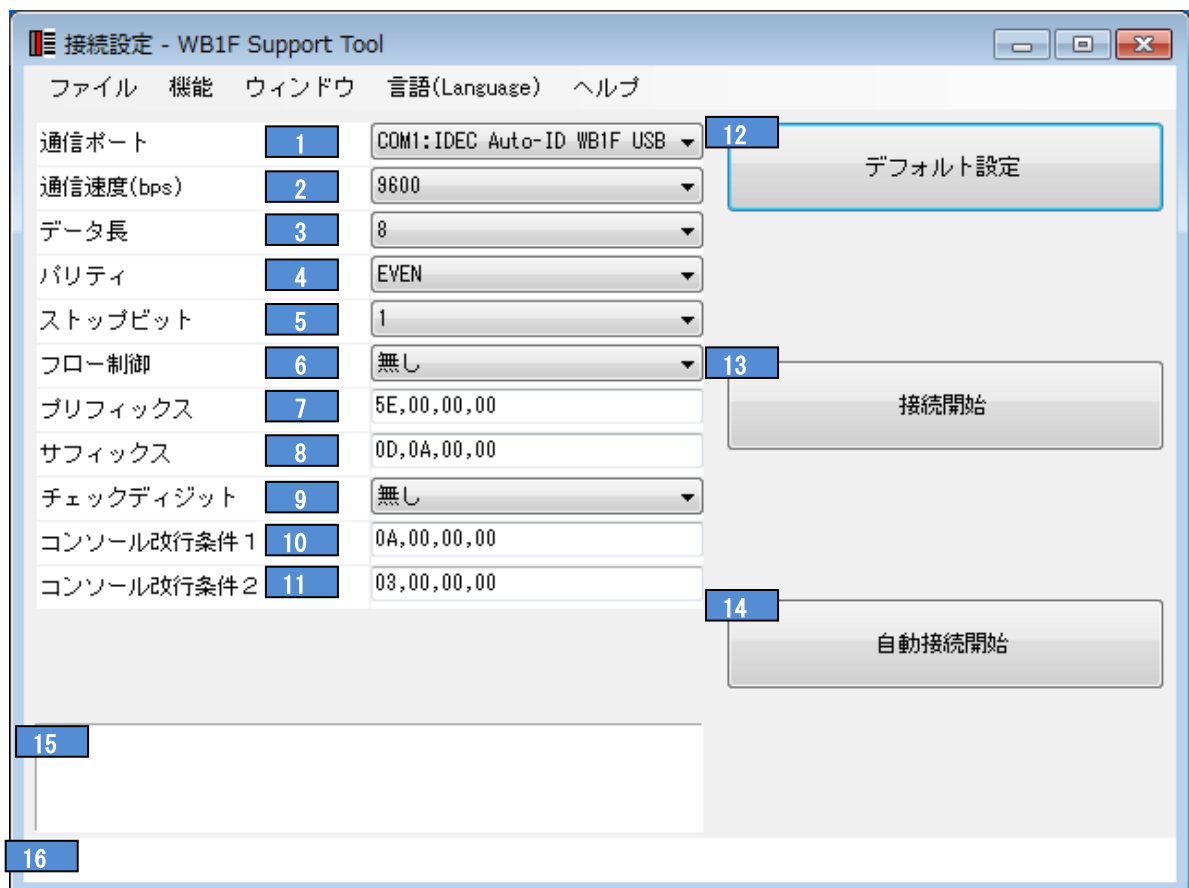 接続設定 - WB1F Support Tool
ファイル 機能 ウィンドウ 言語(Language) ヘルプ
通信ポート 1 COM1:IDEC Auto-ID WB1F USB
通信速度(bps) 2 9600
データ長 3 8
パリティ 4 EVEN
ストップビット 5 1
フロー制御 6 無し
プリフィックス 7 5E,00,00,00
サフィックス 8 0D,0A,00,00
チェックディジット 9 無し
コンソール改行条件1 10 0A,00,00,00
コンソール改行条件2 11 03,00,00,00
12 デフォルト設定
13 接続開始
14 自動接続開始
15
16